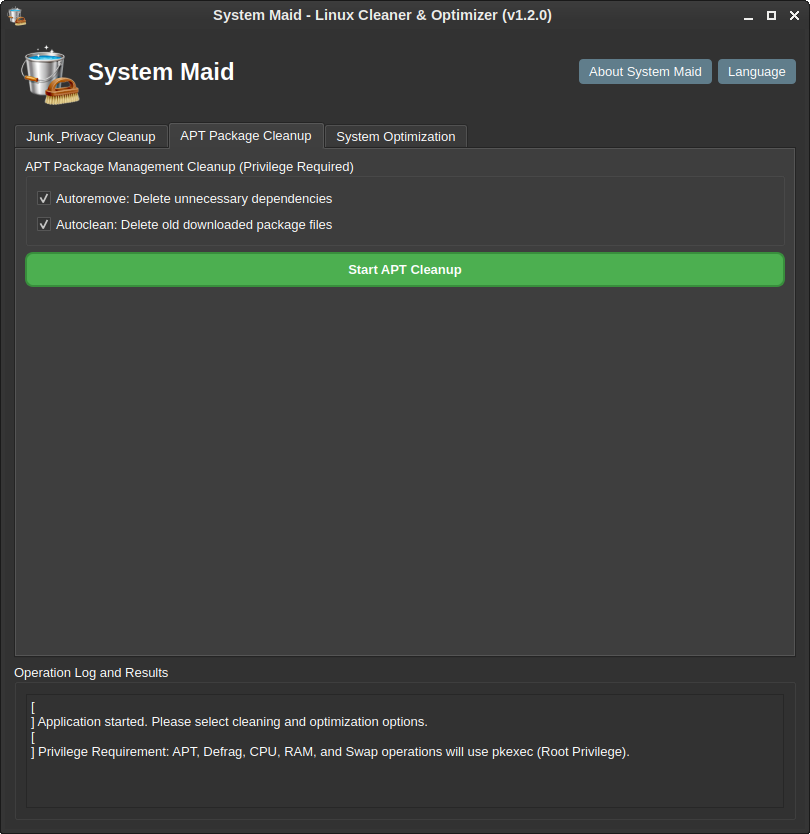 System Maid - Linux Cleaner & Optimizer (v1.2.0)
System Maid
About System Maid
Language
Junk _Privacy Cleanup
APT Package Cleanup
System Optimization
APT Package Management Cleanup (Privilege Required)
Autoremove: Delete unnecessary dependencies
Autoclean: Delete old downloaded package files
Start APT Cleanup
Operation Log and Results
[
] Application started. Please select cleaning and optimization options.
[
] Privilege Requirement: APT, Defrag, CPU, RAM, and Swap operations will use pkexec (Root Privilege).